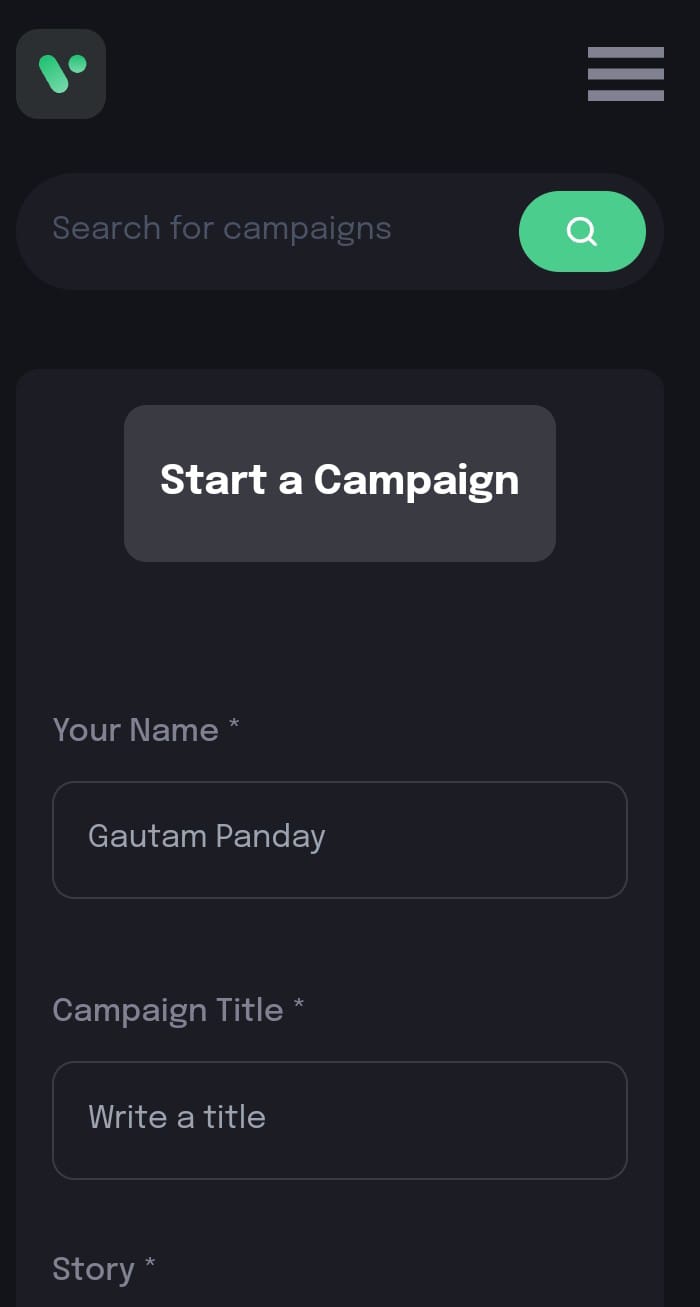 Search for campaigns
Start a Campaign
Your Name *
Gautam Panday
Campaign Title *
Write a title
Story *